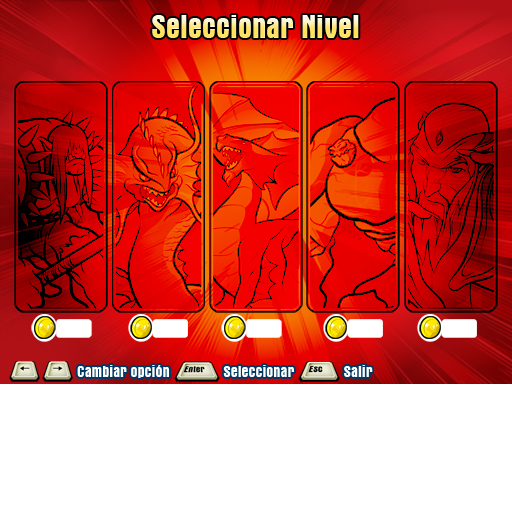 Seleccionar Nivel
← → Cambiar opción Enter Seleccionar Esc Salir